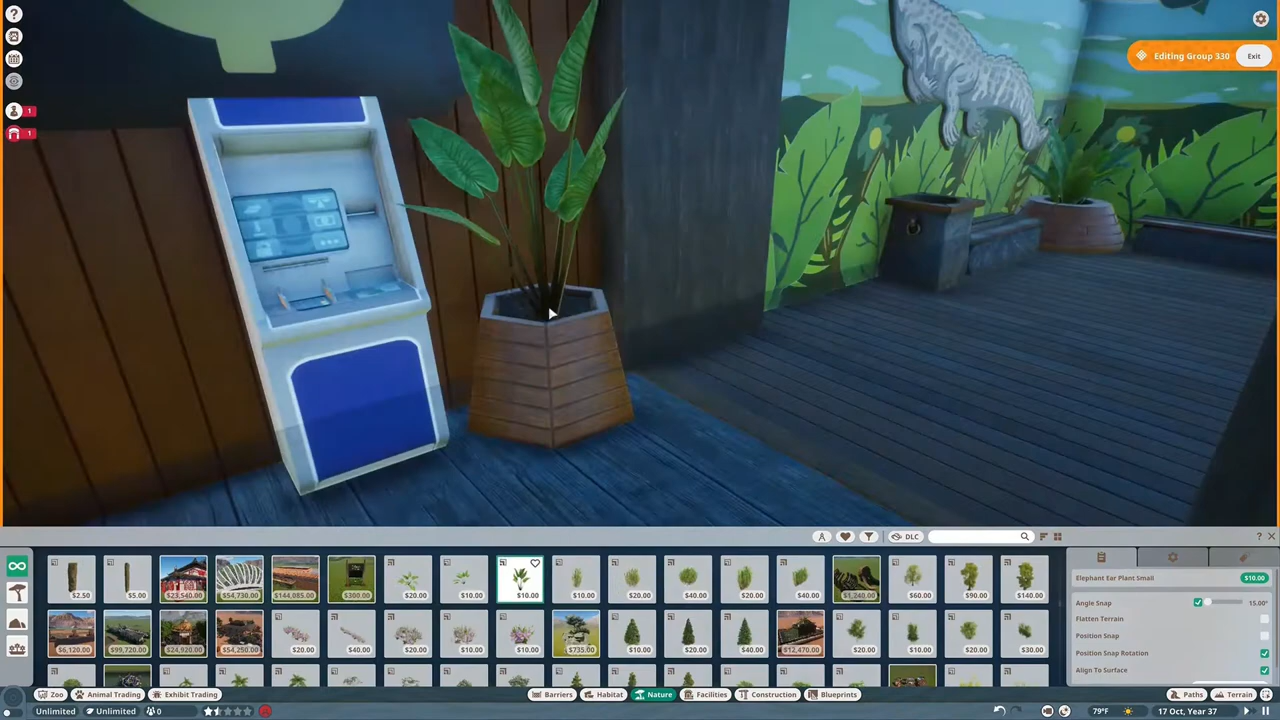 ?
Editing Group 330
Exit
1
1
DLC
? ×
$2.50
$5.00
$23,540.00
$54,730.00
$144,085.00
$300.00
$20.00
$10.00
$10.00
$10.00
$20.00
$40.00
$20.00
$40.00
$1,240.00
$60.00
$90.00
$140.00
$6,120.00
$99,720.00
$24,920.00
$54,250.00
$20.00
$40.00
$20.00
$10.00
$10.00
$735.00
$10.00
$20.00
$40.00
$12,470.00
$20.00
$10.00
$20.00
$30.00
Elephant Ear Plant Small
$10.00
Angle Snap
15.00°
Flatten Terrain
Position Snap
Position Snap Rotation
Align To Surface
Zoo
Animal Trading
Exhibit Trading
Barriers
Habitat
Nature
Facilities
Construction
Blueprints
Paths
Terrain
Unlimited
Unlimited
0
79°F
17 Oct, Year 37